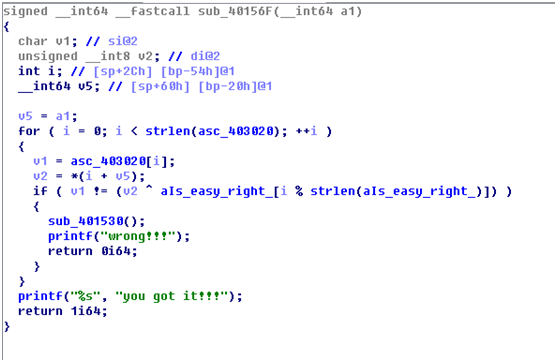 signed __int64 __fastcall sub_40156F(__int64 a1)
{
char v1; // si@2
unsigned __int8 v2; // di@2
int i; // [sp+2Ch] [bp-54h]@1
__int64 v5; // [sp+60h] [bp-20h]@1
v5 = a1;
for ( i = 0; i < strlen(asc_403020); ++i )
{
v1 = asc_403020[i];
v2 = *(i + v5);
if ( v1 != (v2 ^ aIs_easy_right_[i % strlen(aIs_easy_right_)]) )
{
sub_401530();
printf("wrong!!!");
return 0i64;
}
}
printf("%s", "you got it!!!");
return 1i64;
}